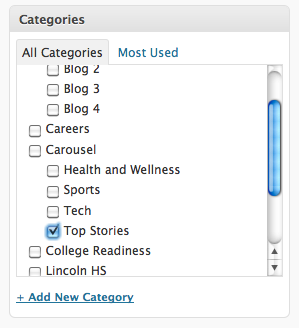 Categories
All Categories Most Used
Blog 2
Blog 3
Blog 4
Careers
Carousel
Health and Wellness
Sports
Tech
Top Stories
College Readiness
Lincoln HS
+ Add New Category